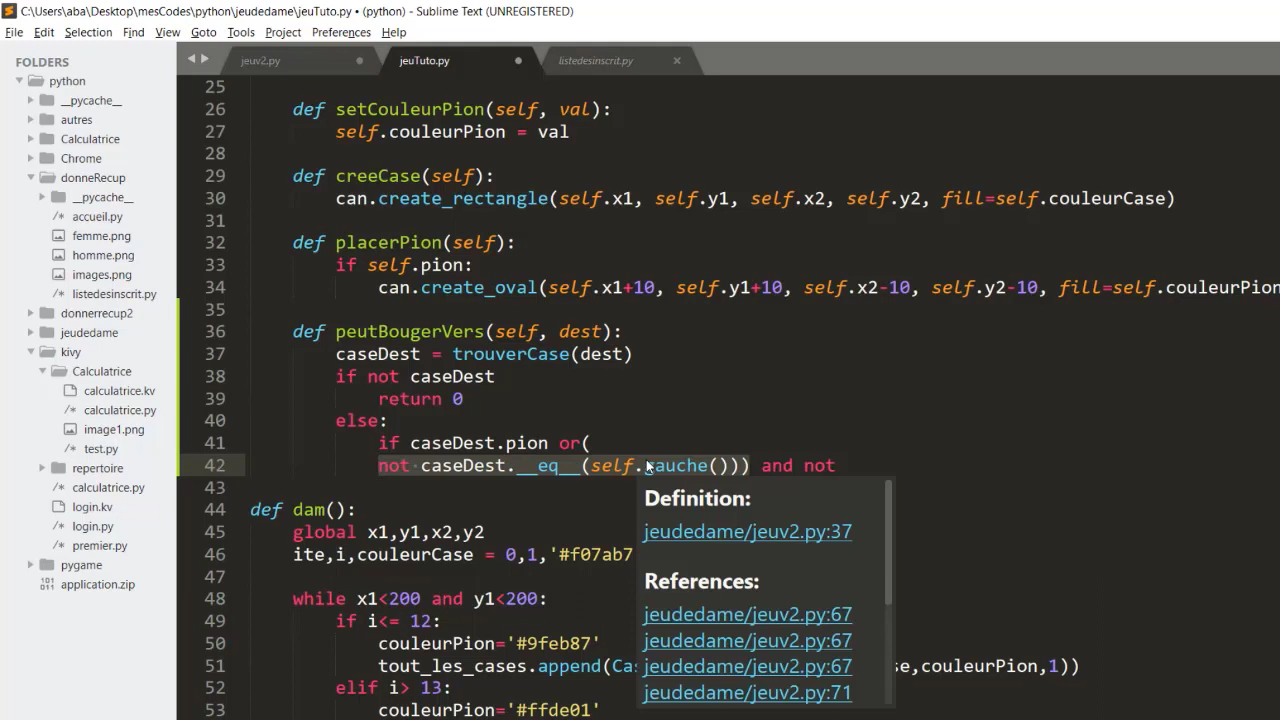 C:\Users\aba\Desktop\mesCodes\python\jeudedame\jeuTuto.py • (python) - Sublime Text (UNREGISTERED)
File Edit Selection Find View Goto Tools Project Preferences Help
FOLDERS
python
__pycache__
autres
Calculatrice
Chrome
donneRecup
__pycache__
accueil.py
femme.png
homme.png
images.png
listedesinscrit.py
donnerrecup2
jeudedame
kivy
Calculatrice
calculatrice.kv
calculatrice.py
image1.png
test.py
repertoire
calculatrice.py
login.kv
login.py
premier.py
pygame
application.zip
jeuv2.py jeuTuto.py listedesinscrit.py
25
26 def setCouleurPion(self, val):
27 self.couleurPion = val
28
29 def creeCase(self):
30 can.create_rectangle(self.x1, self.y1, self.x2, self.y2, fill=self.couleurCase)
31
32 def placerPion(self):
33 if self.pion:
34 can.create_oval(self.x1+10, self.y1+10, self.x2-10, self.y2-10, fill=self.couleurPion
35
36 def peutBougerVers(self, dest):
37 caseDest = trouverCase(dest)
38 if not caseDest
39 return 0
40 else:
41 if caseDest.pion or(
42 not caseDest.__eq__(self.gauche())) and not
43
44 def dam():
45 global x1,y1,x2,y2
46 ite,i,couleurCase = 0,1,'#f07ab7
47
48 while x1<200 and y1<200:
49 if i<= 12:
50 couleurPion='#9feb87'
51 tout_les_cases.append(Ca se,couleurPion,1))
52 elif i> 13:
53 couleurPion='#ffde01'
Definition:
jeudedame/jeuv2.py:37
References:
jeudedame/jeuv2.py:67
jeudedame/jeuv2.py:67
jeudedame/jeuv2.py:67
jeudedame/jeuv2.py:71